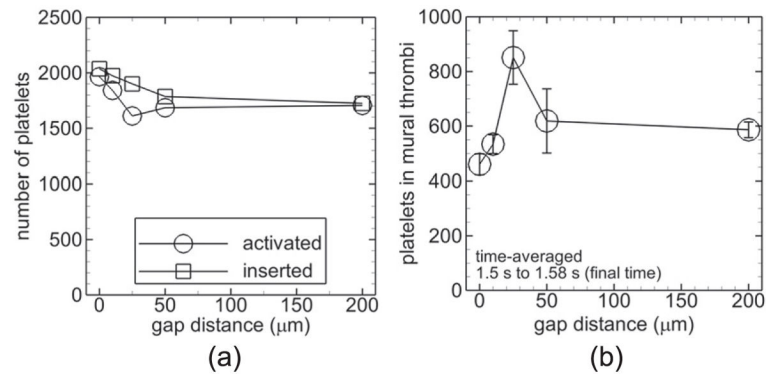 2500
2000
1500
1000
500
0
number of platelets
activated
inserted
0 50 100 150 200
gap distance (μm)
(a)
1000
800
600
400
200
0
platelets in mural thrombi
time-averaged
1.5 s to 1.58 s (final time)
0 50 100 150 200
gap distance (μm)
(b)